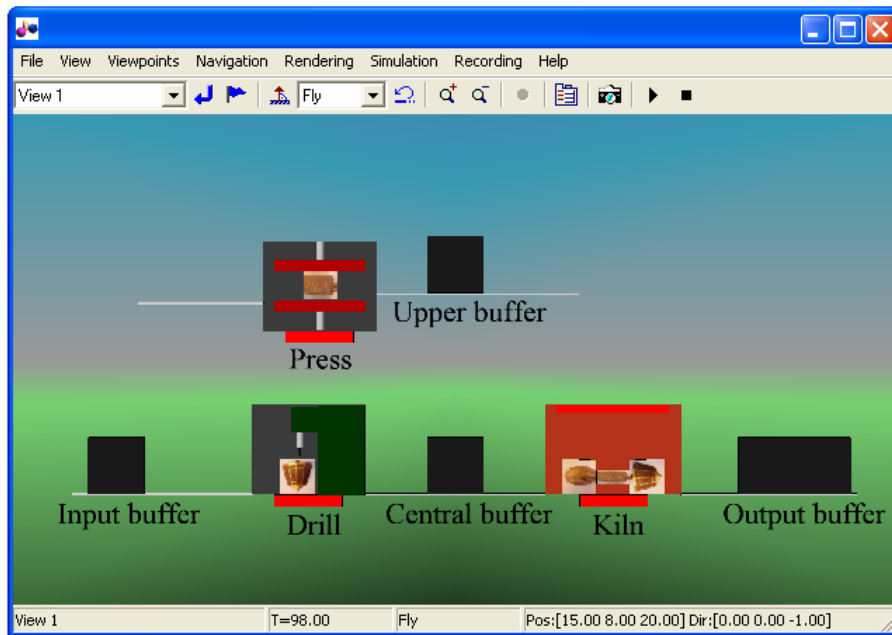 File View Viewpoints Navigation Rendering Simulation Recording Help
View 1 Fly
Upper buffer
Press
Input buffer Drill Central buffer Kiln Output buffer
View 1 T=98.00 Fly Pos:[15.00 8.00 20.00] Dir:[0.00 0.00 -1.00]